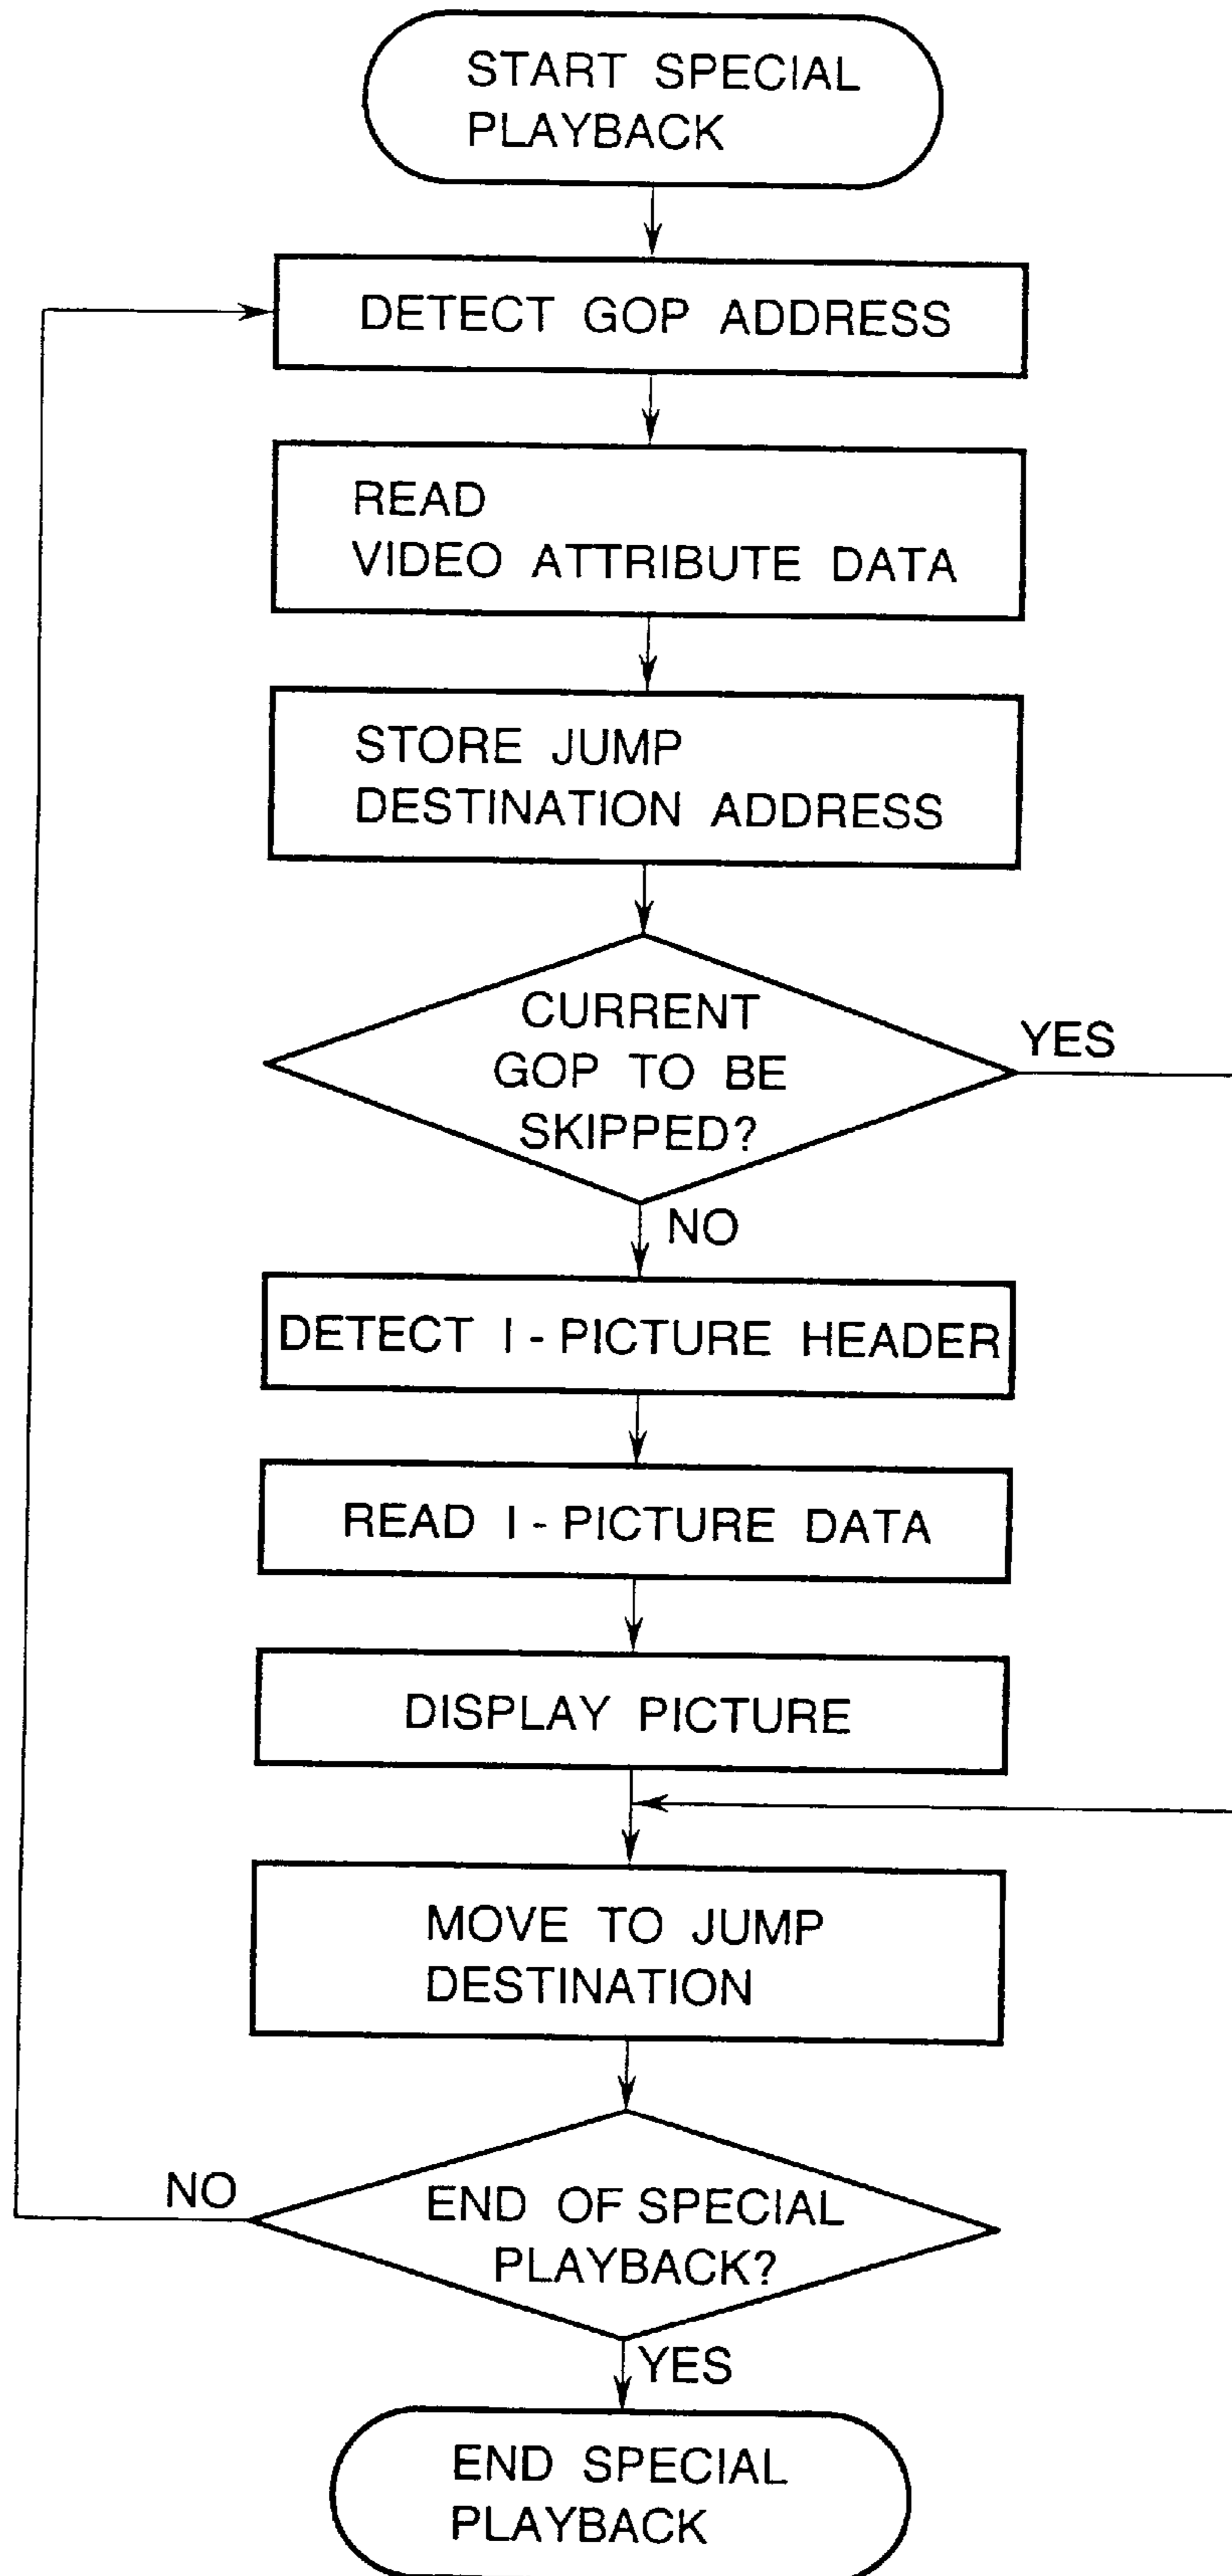 START SPECIAL
PLAYBACK
DETECT GOP ADDRESS
READ
VIDEO ATTRIBUTE DATA
STORE JUMP
DESTINATION ADDRESS
CURRENT
GOP TO BE
SKIPPED?
YES
NO
DETECT I - PICTURE HEADER
READ I - PICTURE DATA
DISPLAY PICTURE
MOVE TO JUMP
DESTINATION
NO
END OF SPECIAL
PLAYBACK?
YES
END SPECIAL
PLAYBACK